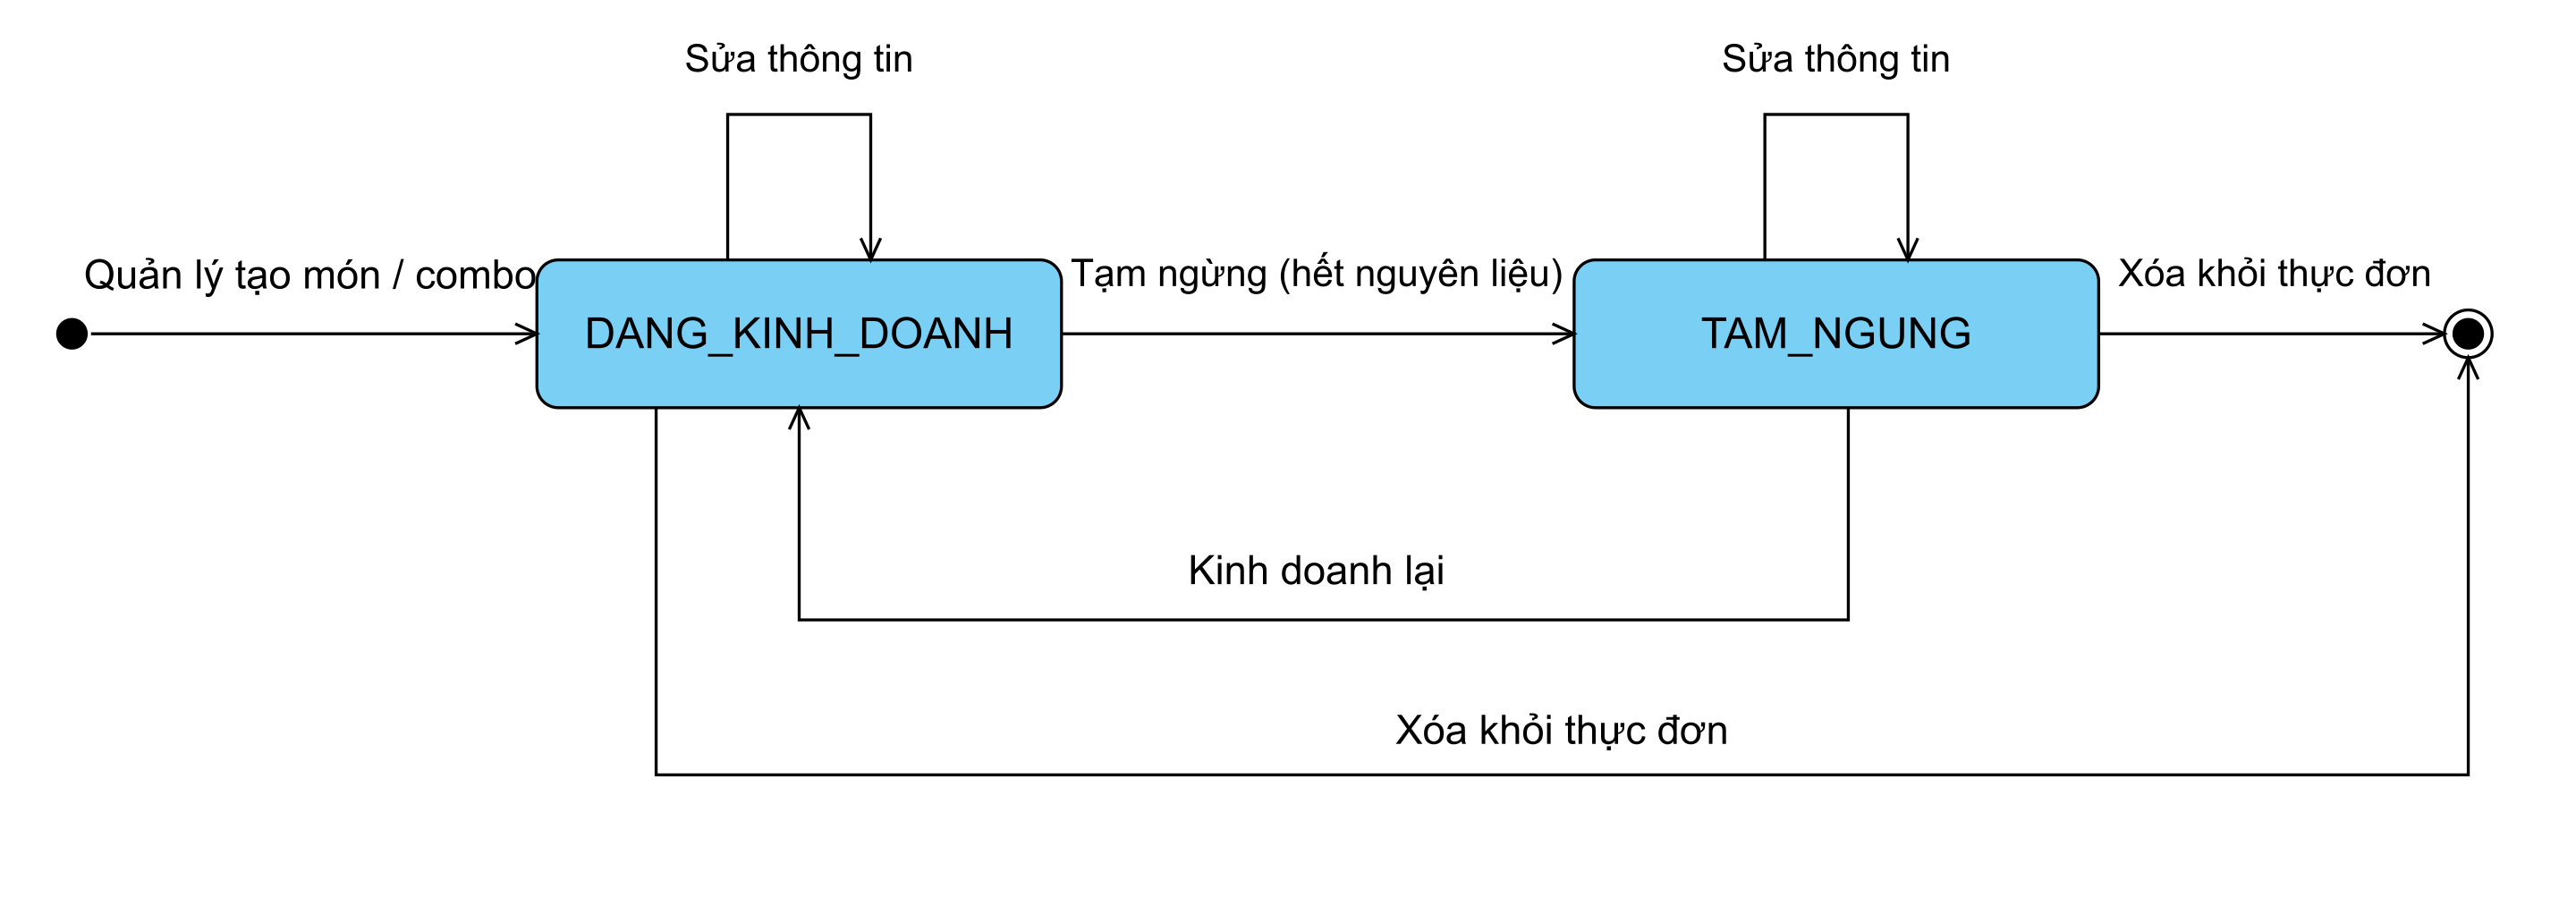 Sửa thông tin
Sửa thông tin
Quản lý tạo món / combo
Tạm ngừng (hết nguyên liệu)
Xóa khỏi thực đơn
DANG_KINH_DOANH
TAM_NGUNG
Kinh doanh lại
Xóa khỏi thực đơn